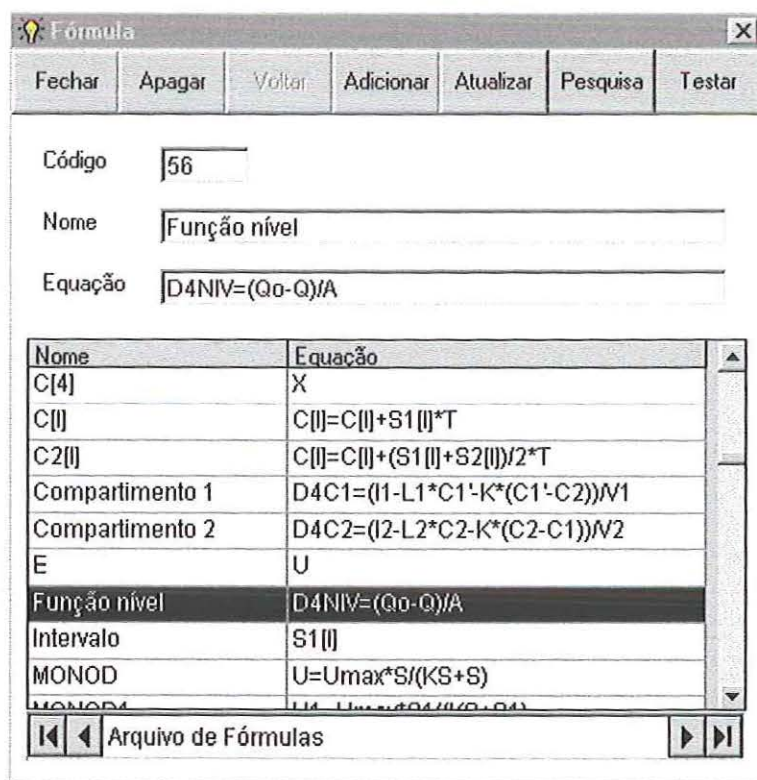 Fórmula
Fechar Apagar Voltar Adicionar Atualizar Pesquisa Testar
Código 56
Nome Função nível
Equação D4NIV=(Qo-Q)/A
Nome Equação
C[4] X
C[I] C[I]=C[I]+S1[I]*T
C2[I] C[I]=C[I]+(S1[I]+S2[I])/2*T
Compartimento 1 D4C1=(I1-L1*C1'-K*(C1'-C2))/V1
Compartimento 2 D4C2=(I2-L2*C2-K*(C2-C1))/V2
E U
Função nível D4NIV=(Qo-Q)/A
Intervalo S1[I]
MONOD U=Umax*S/(KS+S)
Arquivo de Fórmulas